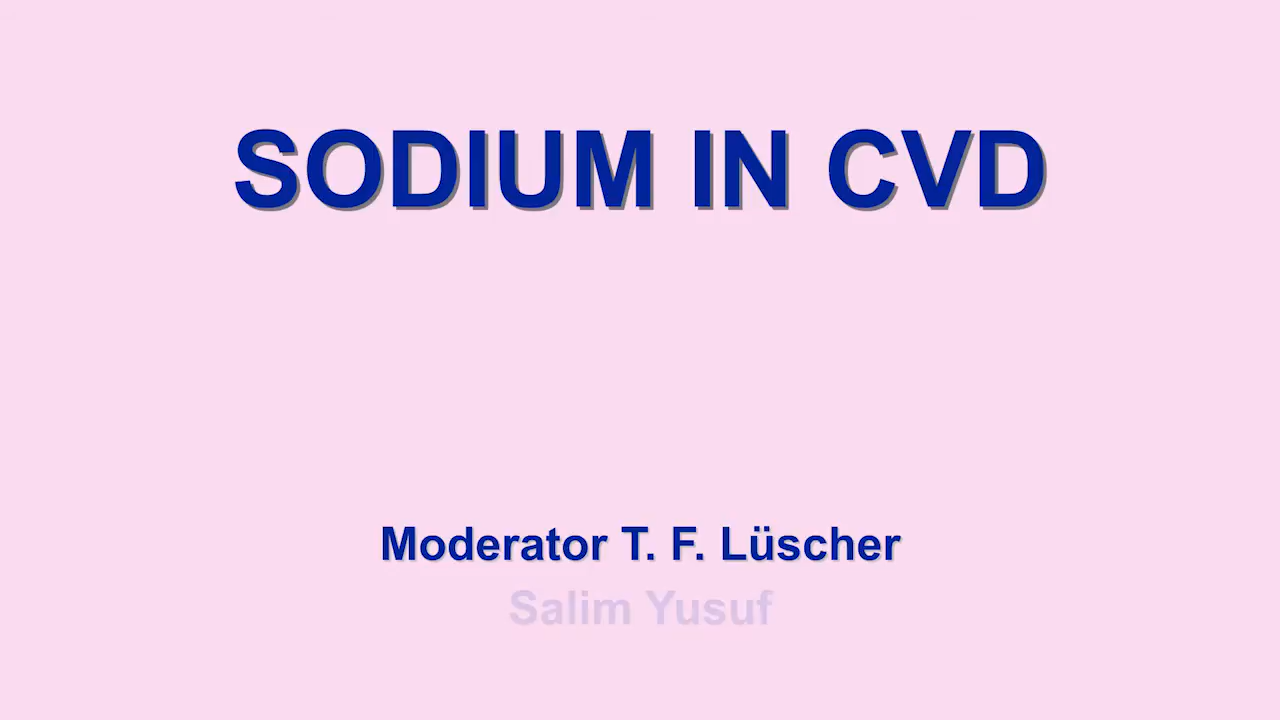 SODIUM IN CVD
Moderator T. F. Lüscher
Salim Yusuf